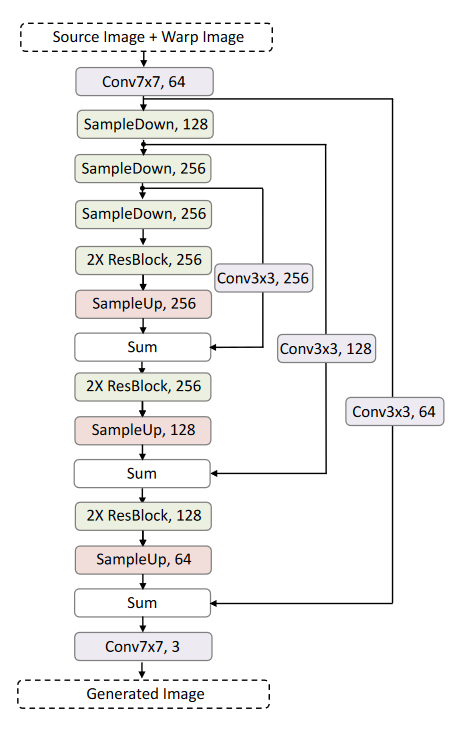 Source Image + Warp Image
Conv7x7, 64
SampleDown, 128
SampleDown, 256
SampleDown, 256
2X ResBlock, 256
Conv3x3, 256
SampleUp, 256
Sum
Conv3x3, 128
2X ResBlock, 256
Conv3x3, 64
SampleUp, 128
Sum
2X ResBlock, 128
SampleUp, 64
Sum
Conv7x7, 3
Generated Image